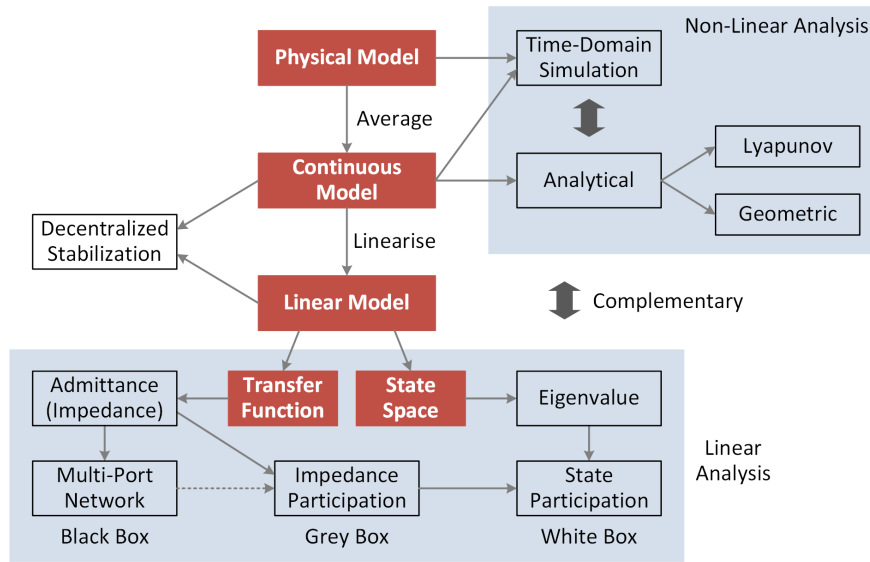 Non-Linear Analysis
Physical Model
Time-Domain
Simulation
Average
Continuous
Model
Analytical
Lyapunov
Geometric
Decentralized
Stabilization
Linearise
Linear Model
Complementary
Admittance
(Impedance)
Transfer
Function
State
Space
Eigenvalue
Linear
Analysis
Multi-Port
Network
Impedance
Participation
State
Participation
Black Box
Grey Box
White Box